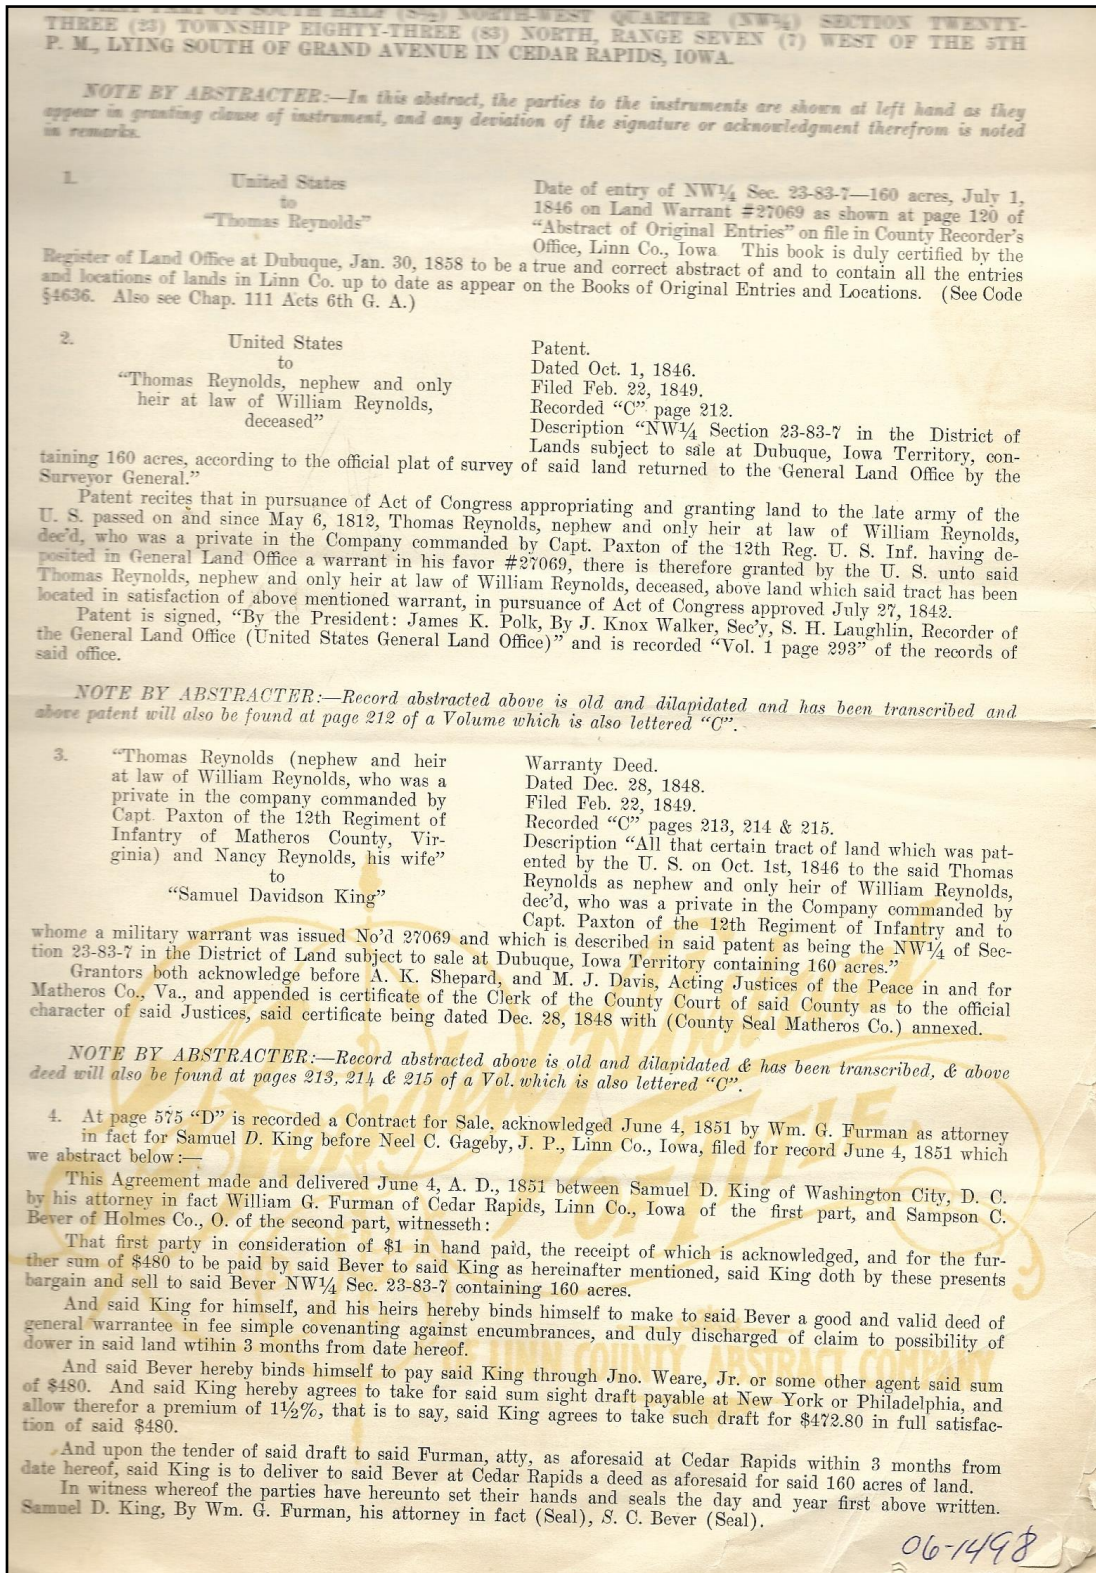 THAT PART OF SOUTH HALF (S½) NORTH-WEST QUARTER (NW¼) SECTION TWENTY-
THREE (23) TOWNSHIP EIGHTY-THREE (83) NORTH, RANGE SEVEN (7) WEST OF THE 5TH
P. M., LYING SOUTH OF GRAND AVENUE IN CEDAR RAPIDS, IOWA.
NOTE BY ABSTRACTER:—In this abstract, the parties to the instruments are shown at left hand as they
appear in granting clause of instrument, and any deviation of the signature or acknowledgment therefrom is noted
in remarks.
1.
United States
to
"Thomas Reynolds"
Date of entry of NW¼ Sec. 23-83-7—160 acres, July 1,
1846 on Land Warrant #27069 as shown at page 120 of
"Abstract of Original Entries" on file in County Recorder's
Office, Linn Co., Iowa This book is duly certified by the
Register of Land Office at Dubuque, Jan. 30, 1858 to be a true and correct abstract of and to contain all the entries
and locations of lands in Linn Co. up to date as appear on the Books of Original Entries and Locations. (See Code
§4636. Also see Chap. 111 Acts 6th G. A.)
2.
United States
to
"Thomas Reynolds, nephew and only
heir at law of William Reynolds,
deceased"
Patent.
Dated Oct. 1, 1846.
Filed Feb. 22, 1849.
Recorded "C" page 212.
Description "NW¼ Section 23-83-7 in the District of
Lands subject to sale at Dubuque, Iowa Territory, con-
taining 160 acres, according to the official plat of survey of said land returned to the General Land Office by the
Surveyor General."
Patent recites that in pursuance of Act of Congress appropriating and granting land to the late army of the
U. S. passed on and since May 6, 1812, Thomas Reynolds, nephew and only heir at law of William Reynolds,
dec'd, who was a private in the Company commanded by Capt. Paxton of the 12th Reg. U. S. Inf. having de-
posited in General Land Office a warrant in his favor #27069, there is therefore granted by the U. S. unto said
Thomas Reynolds, nephew and only heir at law of William Reynolds, deceased, above land which said tract has been
located in satisfaction of above mentioned warrant, in pursuance of Act of Congress approved July 27, 1842.
Patent is signed, "By the President: James K. Polk, By J. Knox Walker, Sec'y, S. H. Laughlin, Recorder of
the General Land Office (United States General Land Office)" and is recorded "Vol. 1 page 293" of the records of
said office.
NOTE BY ABSTRACTER:—Record abstracted above is old and dilapidated and has been transcribed and
above patent will also be found at page 212 of a Volume which is also lettered "C".
3.
"Thomas Reynolds (nephew and heir
at law of William Reynolds, who was a
private in the company commanded by
Capt. Paxton of the 12th Regiment of
Infantry of Matheros County, Vir-
ginia) and Nancy Reynolds, his wife"
to
"Samuel Davidson King"
Warranty Deed.
Dated Dec. 28, 1848.
Filed Feb. 22, 1849.
Recorded "C" pages 213, 214 & 215.
Description "All that certain tract of land which was pat-
ented by the U. S. on Oct. 1st, 1846 to the said Thomas
Reynolds as nephew and only heir of William Reynolds,
dec'd, who was a private in the Company commanded by
Capt. Paxton of the 12th Regiment of Infantry and to
whome a military warrant was issued No'd 27069 and which is described in said patent as being the NW¼ of Sec-
tion 23-83-7 in the District of Land subject to sale at Dubuque, Iowa Territory containing 160 acres."
Grantors both acknowledge before A. K. Shepard, and M. J. Davis, Acting Justices of the Peace in and for
Matheros Co., Va., and appended is certificate of the Clerk of the County Court of said County as to the official
character of said Justices, said certificate being dated Dec. 28, 1848 with (County Seal Matheros Co.) annexed.
NOTE BY ABSTRACTER:—Record abstracted above is old and dilapidated & has been transcribed, & above
deed will also be found at pages 213, 214 & 215 of a Vol. which is also lettered "C".
4. At page 575 "D" is recorded a Contract for Sale, acknowledged June 4, 1851 by Wm. G. Furman as attorney
in fact for Samuel D. King before Neel C. Gageby, J. P., Linn Co., Iowa, filed for record June 4, 1851 which
we abstract below:—
This Agreement made and delivered June 4, A. D., 1851 between Samuel D. King of Washington City, D. C.
by his attorney in fact William G. Furman of Cedar Rapids, Linn Co., Iowa of the first part, and Sampson C.
Bever of Holmes Co., O. of the second part, witnesseth:
That first party in consideration of $1 in hand paid, the receipt of which is acknowledged, and for the fur-
ther sum of $480 to be paid by said Bever to said King as hereinafter mentioned, said King doth by these presents
bargain and sell to said Bever NW¼ Sec. 23-83-7 containing 160 acres.
And said King for himself, and his heirs hereby binds himself to make to said Bever a good and valid deed of
general warrantee in fee simple covenanting against encumbrances, and duly discharged of claim to possibility of
dower in said land wtihin 3 months from date hereof.
And said Bever hereby binds himself to pay said King through Jno. Weare, Jr. or some other agent said sum
of $480. And said King hereby agrees to take for said sum sight draft payable at New York or Philadelphia, and
allow therefor a premium of 1½%, that is to say, said King agrees to take such draft for $472.80 in full satisfac-
tion of said $480.
And upon the tender of said draft to said Furman, atty, as aforesaid at Cedar Rapids within 3 months from
date hereof, said King is to deliver to said Bever at Cedar Rapids a deed as aforesaid for said 160 acres of land.
In witness whereof the parties have hereunto set their hands and seals the day and year first above written.
Samuel D. King, By Wm. G. Furman, his attorney in fact (Seal), S. C. Bever (Seal).
LINN COUNTY ABSTRACT COMPANY
06-1498